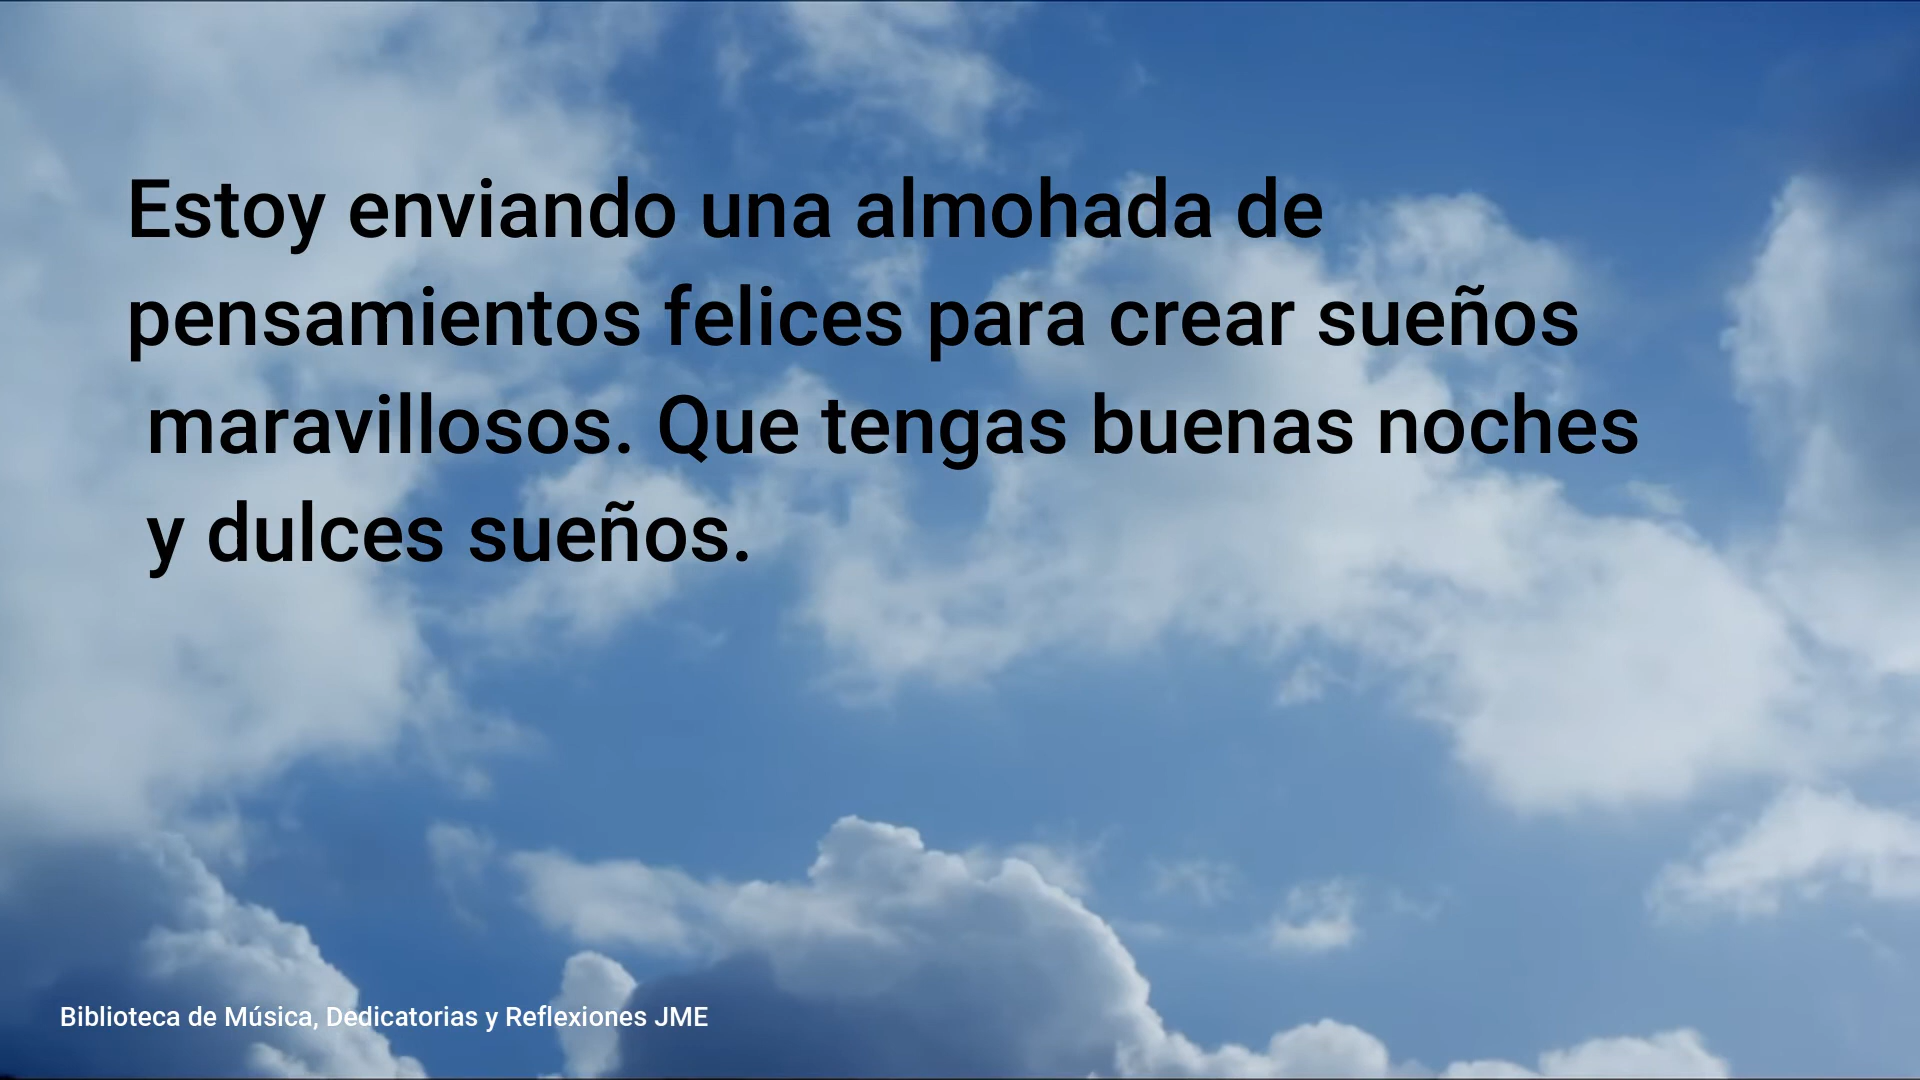 Estoy enviando una almohada de
pensamientos felices para crear sueños
maravillosos. Que tengas buenas noches
y dulces sueños.
Biblioteca de Música, Dedicatorias y Reflexiones JME